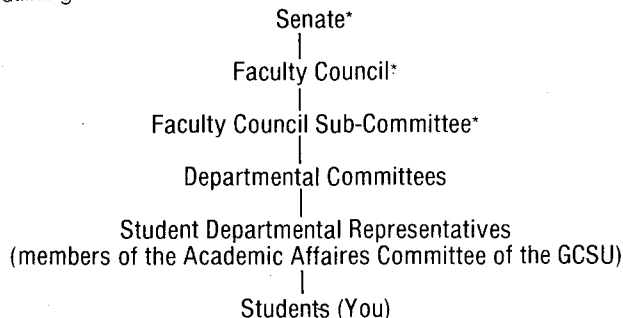 Senate*
Faculty Council*
Faculty Council Sub-Committee*
Departmental Committees
Student Departmental Representatives
(members of the Academic Affaires Committee of the GCSU)
Students (You)